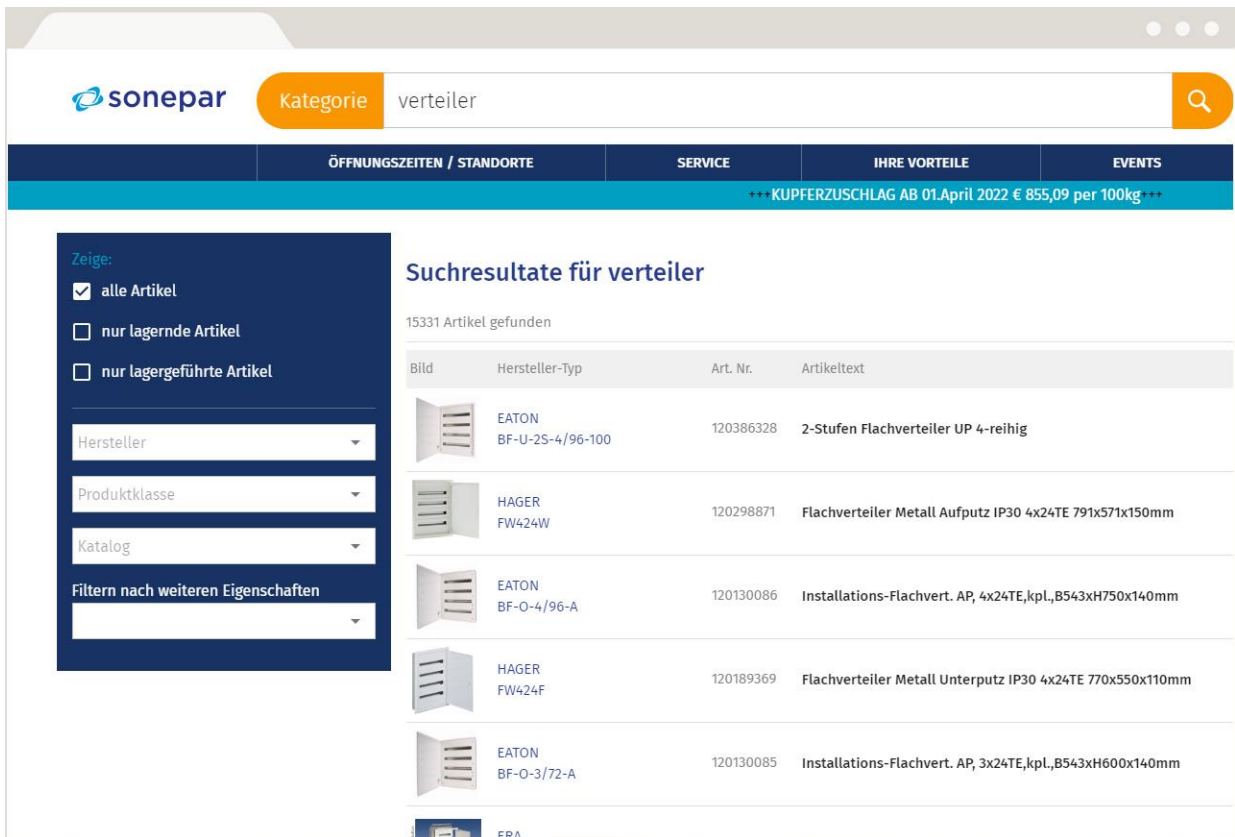 sonepar
Kategorie
verteiler
ÖFFNUNGSZEITEN / STANDORTE
SERVICE
IHRE VORTEILE
EVENTS
+++KUPFERZUSCHLAG AB 01.April 2022 € 855,09 per 100kg+++
Zeige:
alle Artikel
nur lagernde Artikel
nur lagergeführte Artikel
Hersteller
Produktklasse
Katalog
Filtern nach weiteren Eigenschaften
Suchresultate für verteiler
15331 Artikel gefunden
Bild Hersteller-Typ Art. Nr. Artikeltext
EATON
BF-U-2S-4/96-100 120386328 2-Stufen Flachverteiler UP 4-reihig
HAGER
FW424W 120298871 Flachverteiler Metall Aufputz IP30 4x24TE 791x571x150mm
EATON
BF-O-4/96-A 120130086 Installations-Flachvert. AP, 4x24TE,kpl.,B543xH750x140mm
HAGER
FW424F 120189369 Flachverteiler Metall Unterputz IP30 4x24TE 770x550x110mm
EATON
BF-O-3/72-A 120130085 Installations-Flachvert. AP, 3x24TE,kpl.,B543xH600x140mm